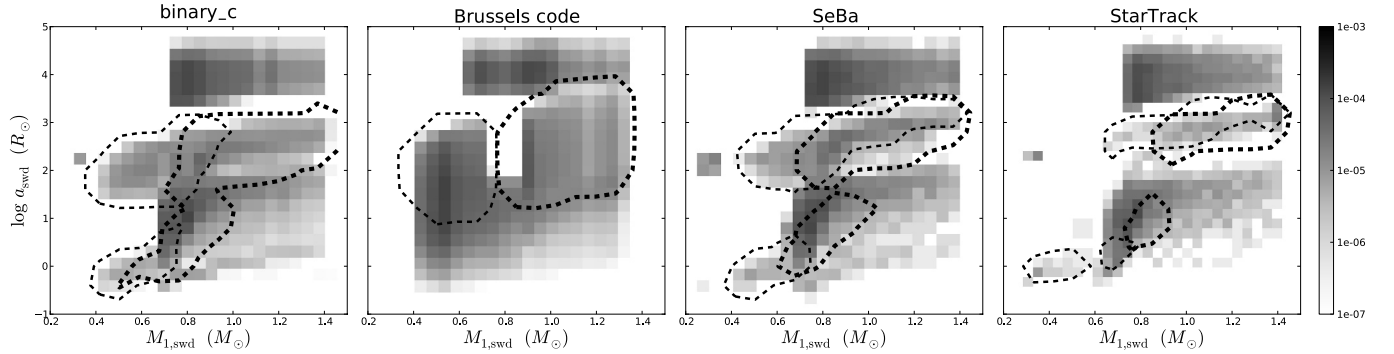 binary_c Brussels code SeBa StarTrack
log a_swd (R_⊙)
5
4
3
2
1
0
−1
1e-03
1e-04
1e-05
1e-06
1e-07
0.2 0.4 0.6 0.8 1.0 1.2 1.4 0.2 0.4 0.6 0.8 1.0 1.2 1.4 0.2 0.4 0.6 0.8 1.0 1.2 1.4 0.2 0.4 0.6 0.8 1.0 1.2 1.4
M_1,swd (M_⊙) M_1,swd (M_⊙) M_1,swd (M_⊙) M_1,swd (M_⊙)